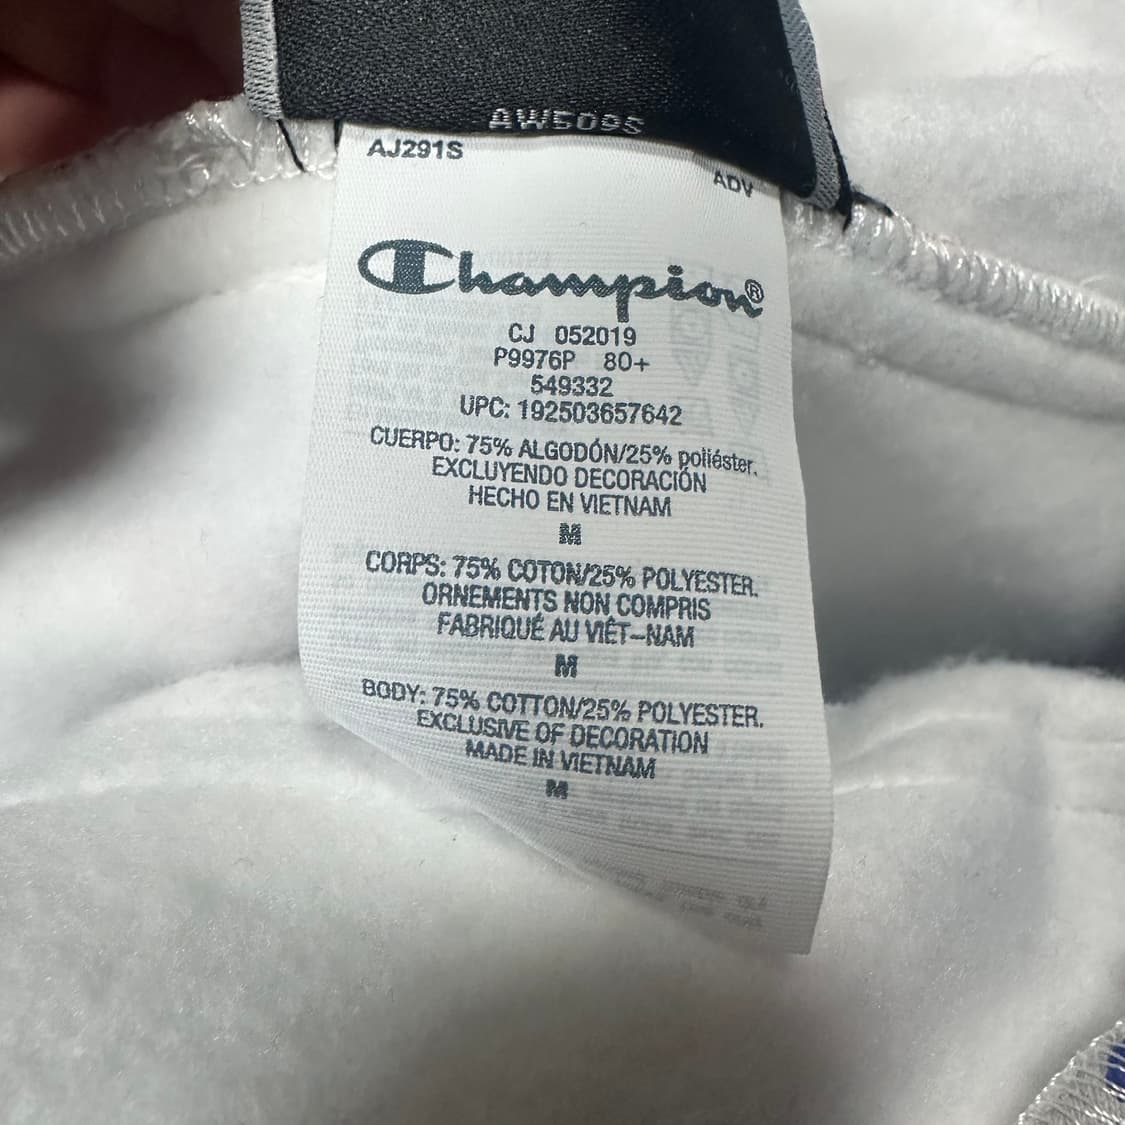 AW5095
AJ291S
ADV
Champion®
CJ 052019
P9976P 80+
549332
UPC: 192503657642
CUERPO: 75% ALGODÓN/25% poliéster.
EXCLUYENDO DECORACIÓN
HECHO EN VIETNAM
M
CORPS: 75% COTON/25% POLYESTER.
ORNEMENTS NON COMPRIS
FABRIQUÉ AU VIÊT-NAM
M
BODY: 75% COTTON/25% POLYESTER.
EXCLUSIVE OF DECORATION
MADE IN VIETNAM
M